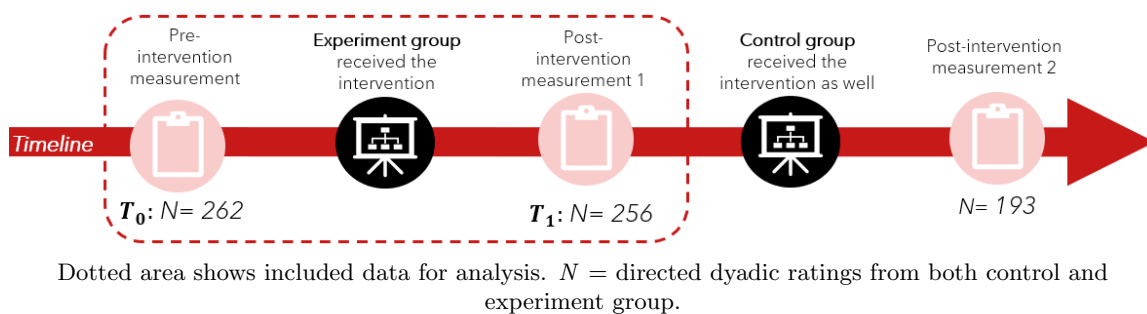 Pre-
intervention
measurement
Experiment group
received the
intervention
Post-
intervention
measurement 1
Control group
received the
intervention as well
Post-intervention
measurement 2
Timeline
T₀: N= 262
T₁: N= 256
N= 193
Dotted area shows included data for analysis. N = directed dyadic ratings from both control and
experiment group.